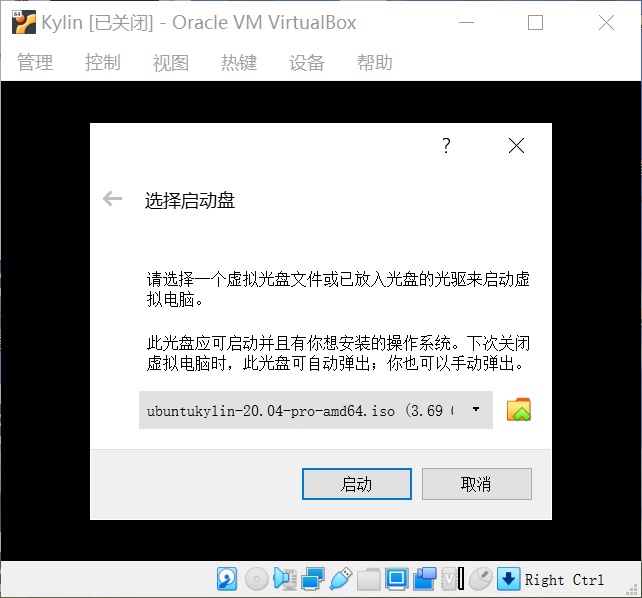 Kylin [已关闭] - Oracle VM VirtualBox
管理 控制 视图 热键 设备 帮助
?
选择启动盘
请选择一个虚拟光盘文件或已放入光盘的光驱来启动虚
拟电脑。
此光盘应可启动并且有你想安装的操作系统。下次关闭
虚拟电脑时，此光盘可自动弹出；你也可以手动弹出。
ubuntukylin-20.04-pro-amd64.iso (3.69
启动 取消
Right Ctrl